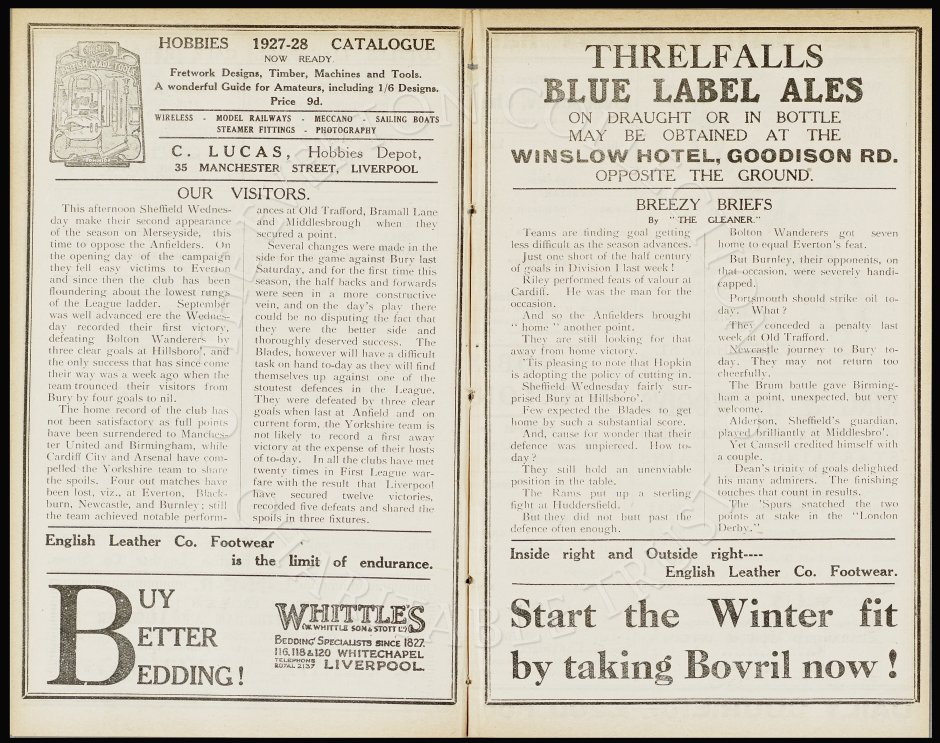 HOBBIES 1927-28 CATALOGUE
NOW READY.
Fretwork Designs, Timber, Machines and Tools.
A wonderful Guide for Amateurs, including 1/6 Designs.
Price 9d.
WIRELESS - MODEL RAILWAYS - MECCANO - SAILING BOATS
STEAMER FITTINGS - PHOTOGRAPHY
C. LUCAS, Hobbies Depot,
35 MANCHESTER STREET, LIVERPOOL
OUR VISITORS.
This afternoon Sheffield Wednes-
day make their second appearance
of the season on Merseyside, this
time to oppose the Anfielders. On
the opening day of the campaign
they fell easy victims to Everton
and since then the club has been
floundering about the lowest rungs
of the League ladder. September
was well advanced ere the Wednes-
day recorded their first victory,
defeating Bolton Wanderers by
three clear goals at Hillsboro', and
the only success that has since come
their way was a week ago when the
team trounced their visitors from
Bury by four goals to nil.
The home record of the club has
not been satisfactory as full points
have been surrendered to Manches-
ter United and Birmingham, while
Cardiff City and Arsenal have com-
pelled the Yorkshire team to share
the spoils. Four out matches have
been lost, viz., at Everton, Black-
burn, Newcastle, and Burnley; still
the team achieved notable perform-
ances at Old Trafford, Bramall Lane
and Middlesbrough when they
secured a point.
Several changes were made in the
side for the game against Bury last
Saturday, and for the first time this
season, the half backs and forwards
were seen in a more constructive
vein, and on the day's play there
could be no disputing the fact that
they were the better side and
thoroughly deserved success. The
Blades, however will have a difficult
task on hand to-day as they will find
themselves up against one of the
stoutest defences in the League.
They were defeated by three clear
goals when last at Anfield and on
current form, the Yorkshire team is
not likely to record a first away
victory at the expense of their hosts
of to-day. In all the clubs have met
twenty times in First League war-
fare with the result that Liverpool
have secured twelve victories,
recorded five defeats and shared the
spoils in three fixtures.
English Leather Co. Footwear
is the limit of endurance.
BUY
BETTER
BEDDING!
WHITTLE'S
(W. WHITTLE SON & STOTT LTD)
BEDDING SPECIALISTS SINCE 1827.
116, 118 & 120 WHITECHAPEL
TELEPHONE
ROYAL 2137 LIVERPOOL.
THRELFALLS
BLUE LABEL ALES
ON DRAUGHT OR IN BOTTLE
MAY BE OBTAINED AT THE
WINSLOW HOTEL, GOODISON RD.
OPPOSITE THE GROUND.
BREEZY BRIEFS
By "THE GLEANER."
Teams are finding goal getting
less difficult as the season advances.
Just one short of the half century
of goals in Division I last week!
Riley performed feats of valour at
Cardiff. He was the man for the
occasion.
And so the Anfielders brought
"home" another point.
They are still looking for that
away from home victory.
'Tis pleasing to note that Hopkin
is adopting the policy of cutting in.
Sheffield Wednesday fairly sur-
prised Bury at Hillsboro'.
Few expected the Blades to get
home by such a substantial score.
And, cause for wonder that their
defence was unpierced. How to-
day?
They still hold an unenviable
position in the table.
The Rams put up a sterling
fight at Huddersfield.
But they did not butt past the
defence often enough.
Bolton Wanderers got seven
home to equal Everton's feat.
But Burnley, their opponents, on
that occasion, were severely handi-
capped.
Portsmouth should strike oil to-
day. What?
They conceded a penalty last
week at Old Trafford.
Newcastle journey to Bury to-
day. They may not return too
cheerfully.
The Brum battle gave Birming-
ham a point, unexpected, but very
welcome.
Alderson, Sheffield's guardian,
played brilliantly at Middlesbro'.
Yet Camsell credited himself with
a couple.
Dean's trinity of goals delighted
his many admirers. The finishing
touches that count in results.
The 'Spurs snatched the two
points at stake in the "London
Derby."
Inside right and Outside right----
English Leather Co. Footwear.
Start the Winter fit
by taking Bovril now!